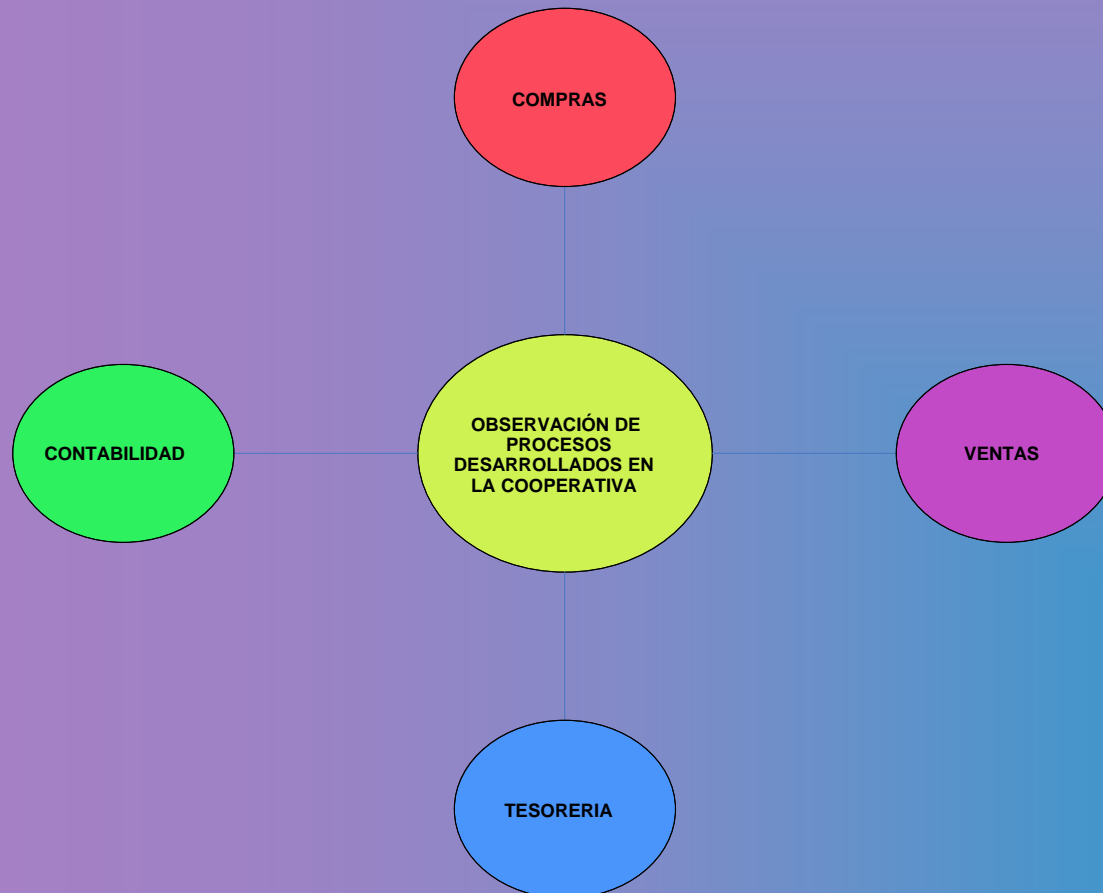 COMPRAS
CONTABILIDAD
OBSERVACIÓN DE
PROCESOS
DESARROLLADOS EN
LA COOPERATIVA
VENTAS
TESORERIA